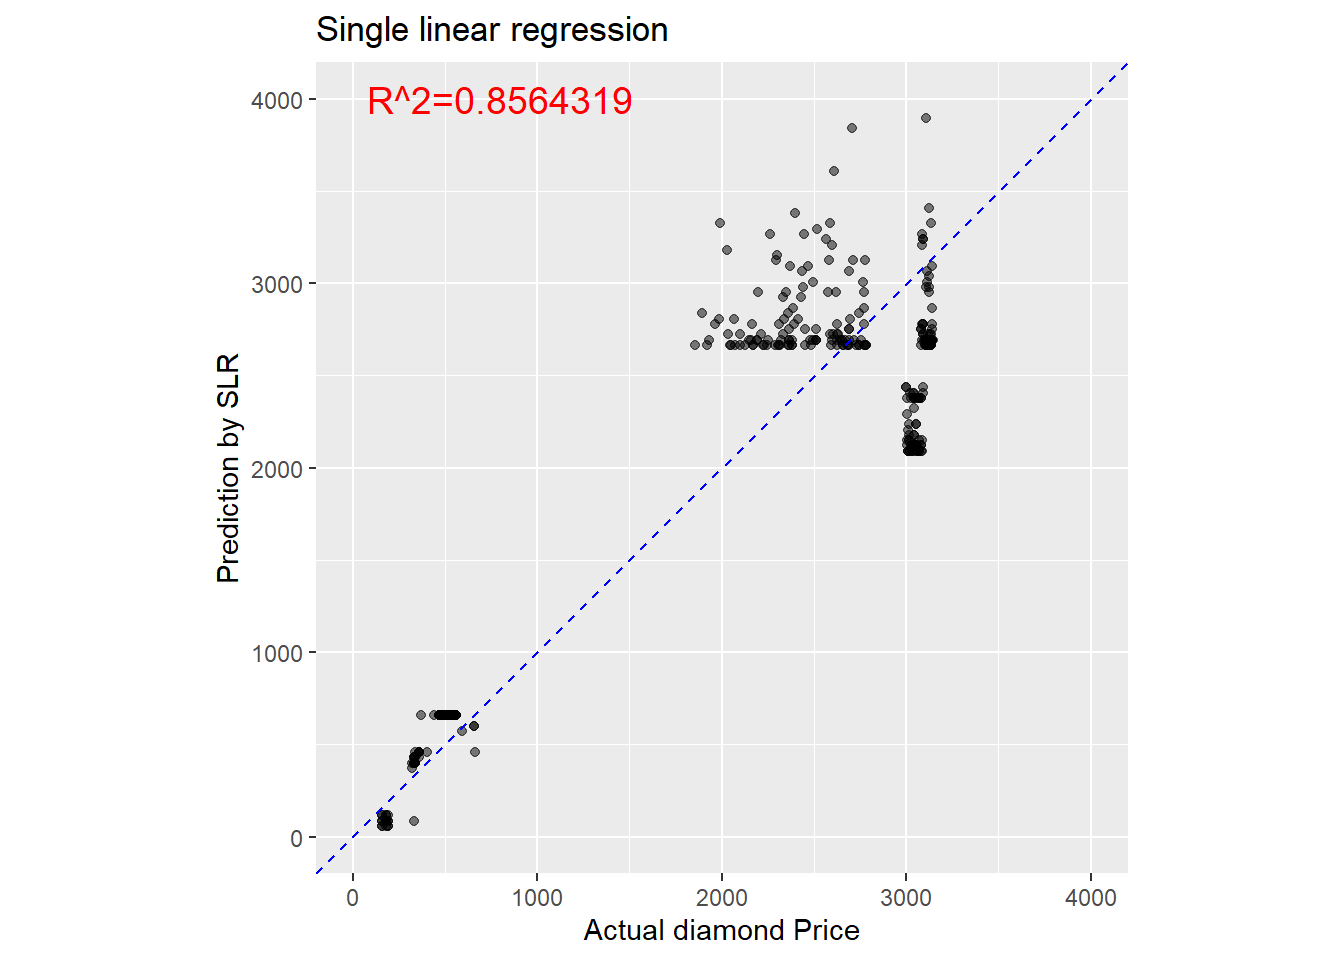 Single linear regression
R^2=0.8564319
4000
3000
2000
1000
0
Prediction by SLR
0 1000 2000 3000 4000
Actual diamond Price